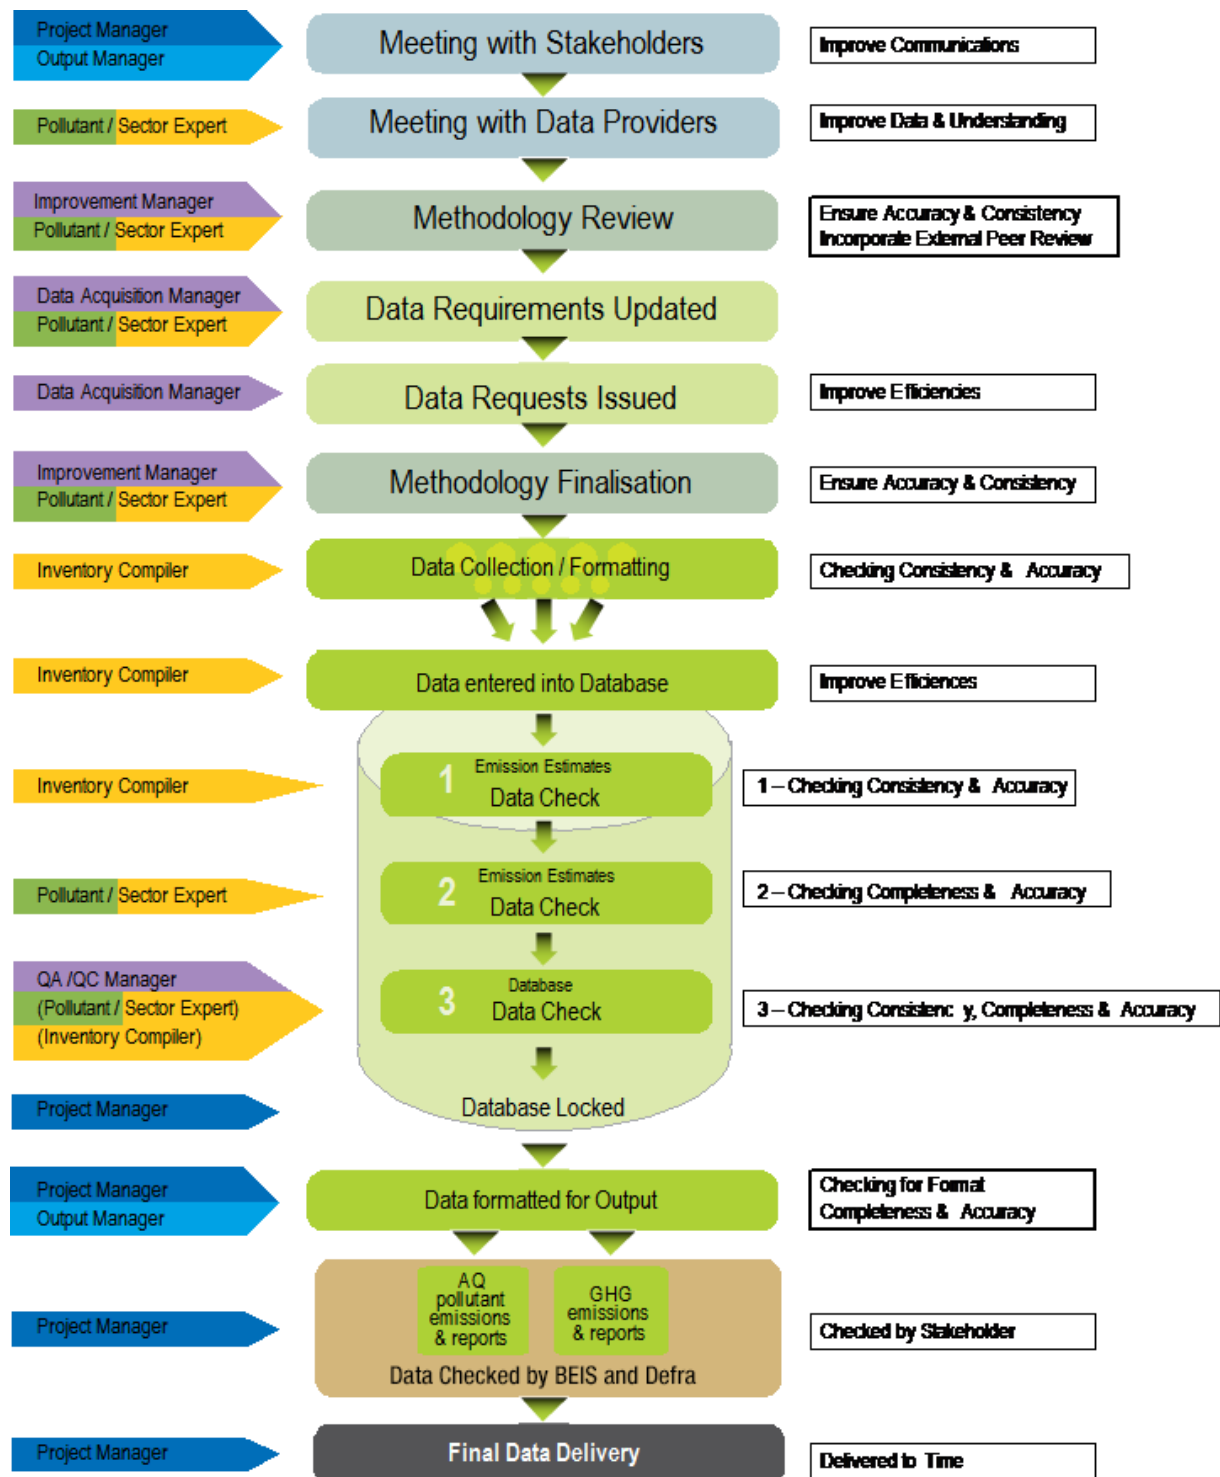 Project Manager
Output Manager
Meeting with Stakeholders
Improve Communications
Pollutant / Sector Expert
Meeting with Data Providers
Improve Data & Understanding
Improvement Manager
Pollutant / Sector Expert
Methodology Review
Ensure Accuracy & Consistency
Incorporate External Peer Review
Data Acquisition Manager
Pollutant / Sector Expert
Data Requirements Updated
Data Acquisition Manager
Data Requests Issued
Improve Efficiencies
Improvement Manager
Pollutant / Sector Expert
Methodology Finalisation
Ensure Accuracy & Consistency
Inventory Compiler
Data Collection / Formatting
Checking Consistency & Accuracy
Inventory Compiler
Data entered into Database
Improve Efficiences
Inventory Compiler
1
Emission Estimates
Data Check
1 – Checking Consistency & Accuracy
Pollutant / Sector Expert
2
Emission Estimates
Data Check
2 – Checking Completeness & Accuracy
QA /QC Manager
(Pollutant / Sector Expert)
(Inventory Compiler)
3
Database
Data Check
3 – Checking Consistenc y, Completeness & Accuracy
Project Manager
Database Locked
Project Manager
Output Manager
Data formatted for Output
Checking for Format
Completeness & Accuracy
Project Manager
AQ
pollutant
emissions
& reports
GHG
emissions
& reports
Data Checked by BEIS and Defra
Checked by Stakeholder
Project Manager
Final Data Delivery
Delivered to Time